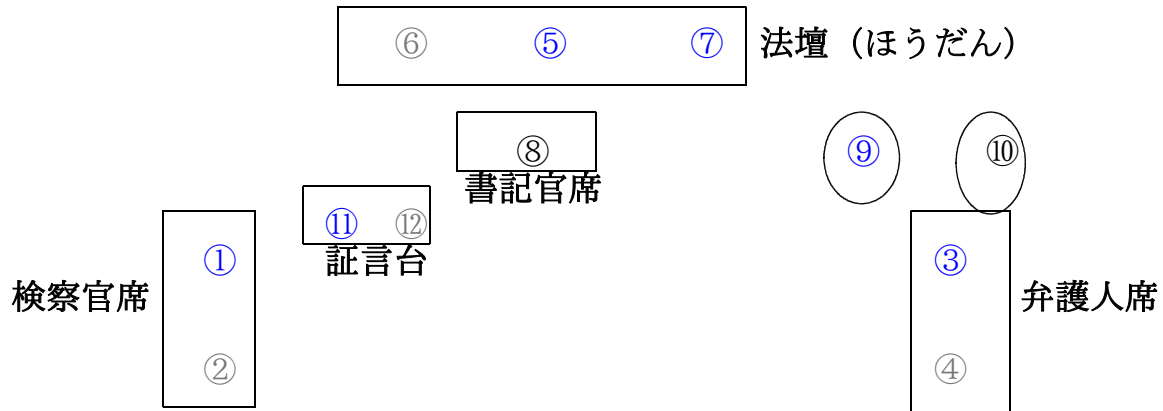 ⑥ ⑤ ⑦ 法壇（ほうだん）
⑧
書記官席
⑨ ⑩
⑪ ⑫
証言台
①
検察官席
②
③
弁護人席
④